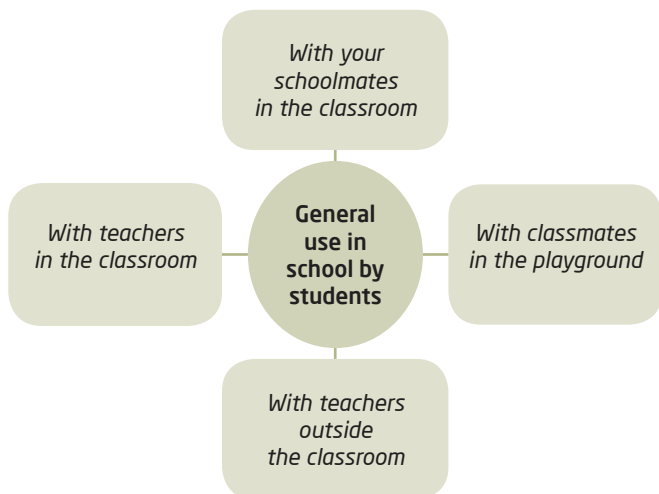 With your
schoolmates
in the classroom
With teachers
in the classroom
General
use in
school by
students
With classmates
in the playground
With teachers
outside
the classroom